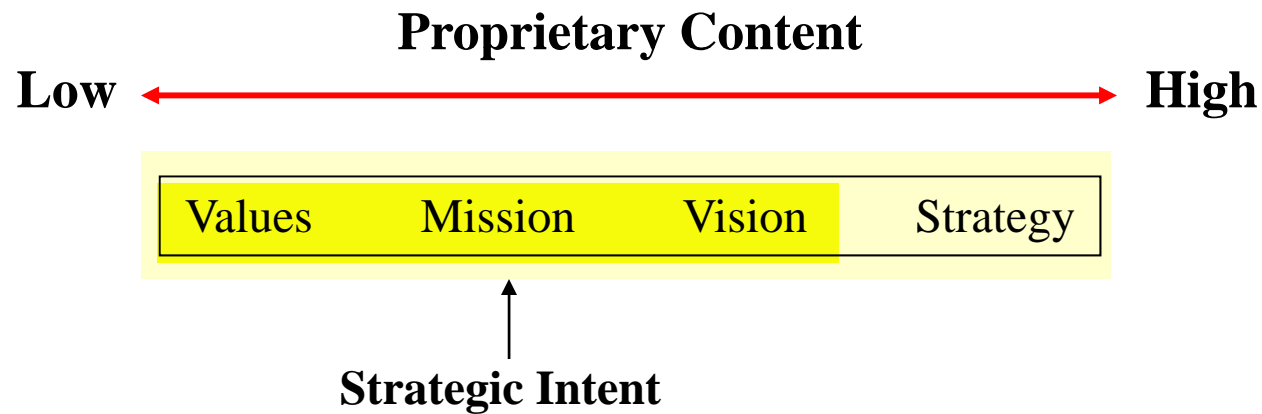 Proprietary Content
Low High
Values Mission Vision Strategy
Strategic Intent